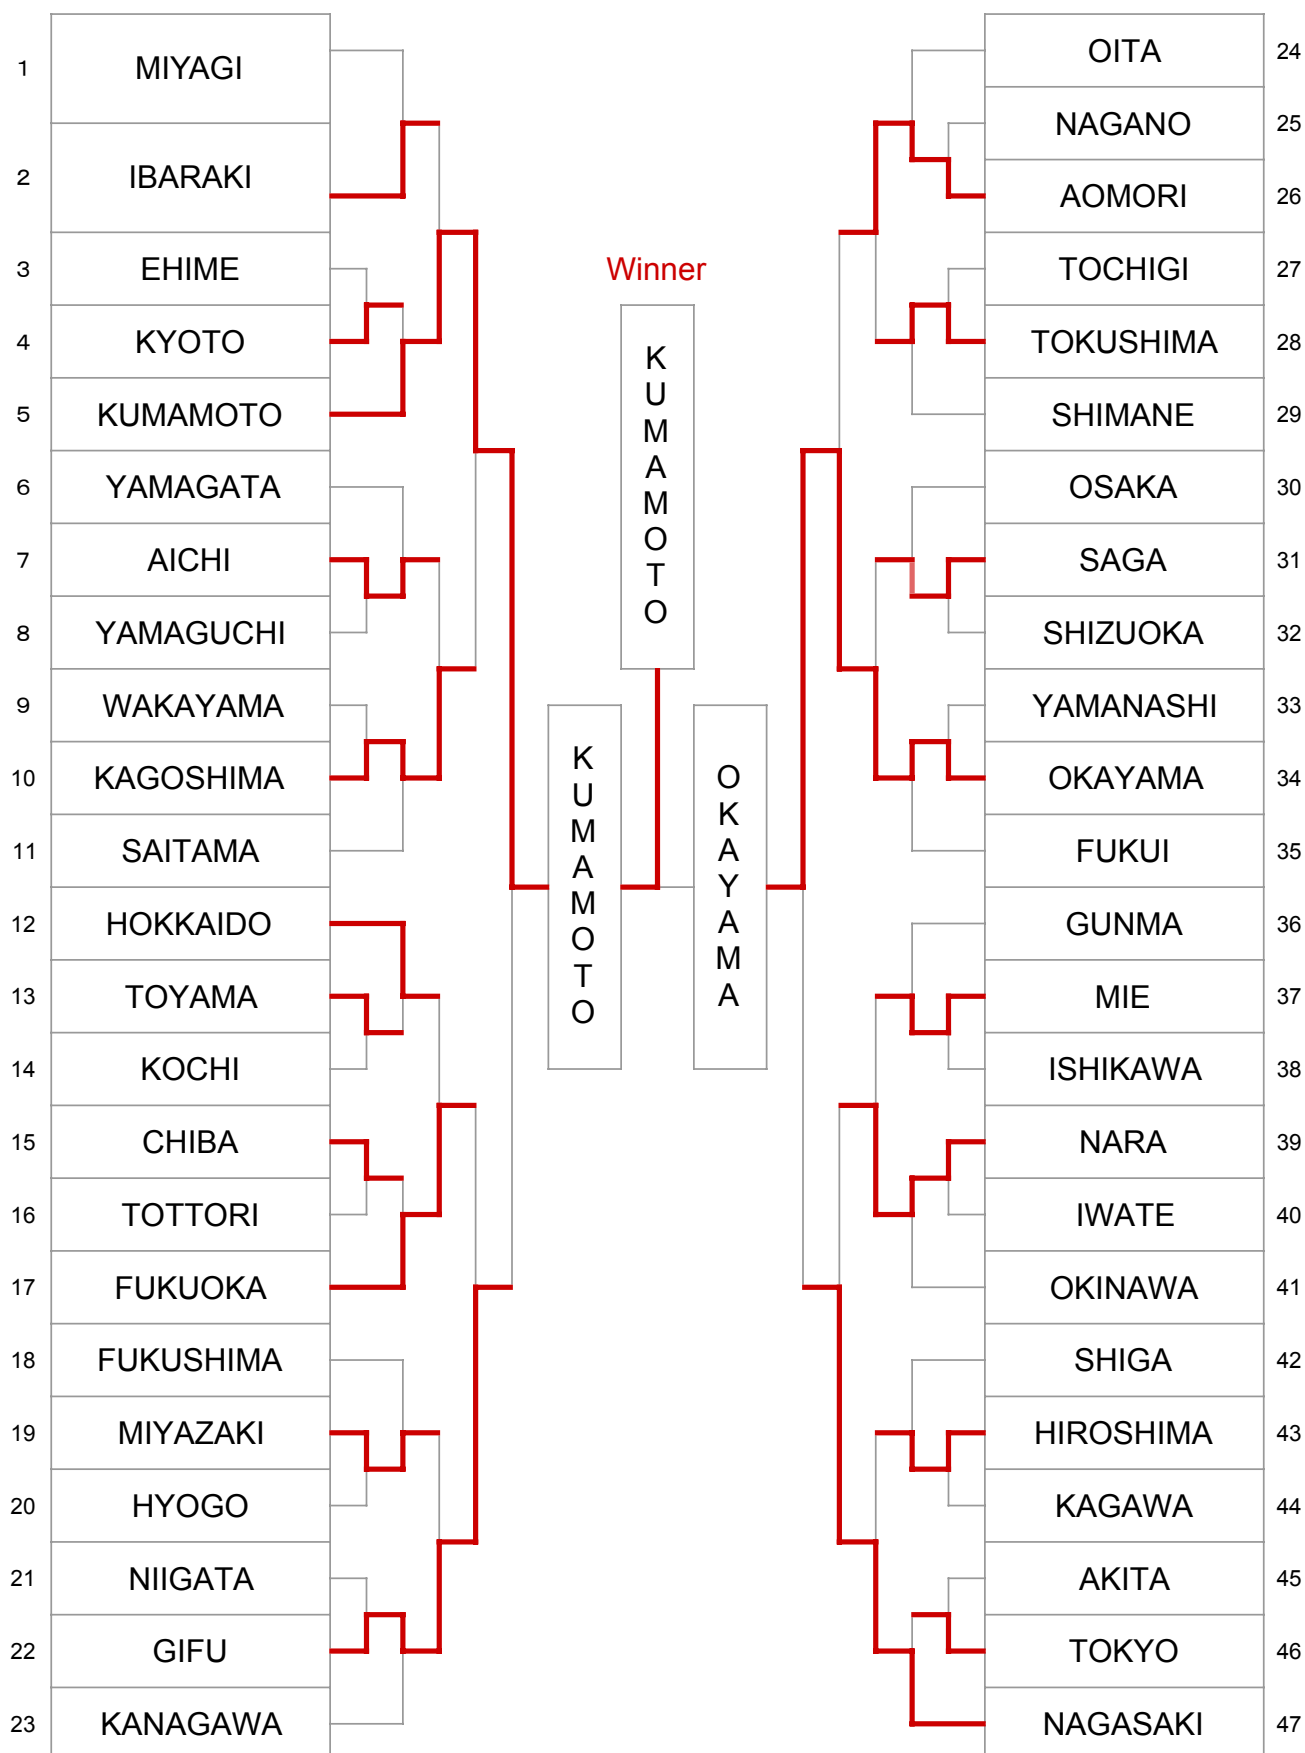 1 MIYAGI
2 IBARAKI
3 EHIME
4 KYOTO
5 KUMAMOTO
6 YAMAGATA
7 AICHI
8 YAMAGUCHI
9 WAKAYAMA
10 KAGOSHIMA
11 SAITAMA
12 HOKKAIDO
13 TOYAMA
14 KOCHI
15 CHIBA
16 TOTTORI
17 FUKUOKA
18 FUKUSHIMA
19 MIYAZAKI
20 HYOGO
21 NIIGATA
22 GIFU
23 KANAGAWA
Winner
KUMAMOTO
KUMAMOTO
OKAYAMA
OITA 24
NAGANO 25
AOMORI 26
TOCHIGI 27
TOKUSHIMA 28
SHIMANE 29
OSAKA 30
SAGA 31
SHIZUOKA 32
YAMANASHI 33
OKAYAMA 34
FUKUI 35
GUNMA 36
MIE 37
ISHIKAWA 38
NARA 39
IWATE 40
OKINAWA 41
SHIGA 42
HIROSHIMA 43
KAGAWA 44
AKITA 45
TOKYO 46
NAGASAKI 47